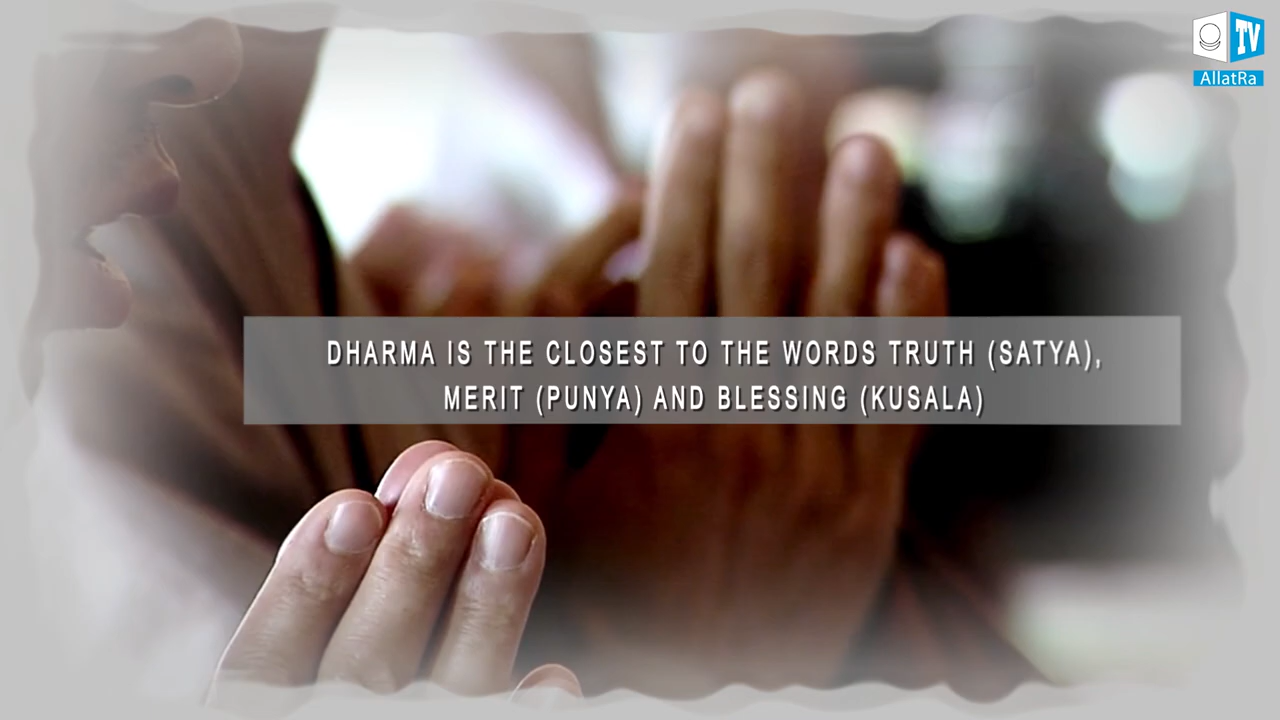 TV
AllatRa
DHARMA IS THE CLOSEST TO THE WORDS TRUTH (SATYA),
MERIT (PUNYA) AND BLESSING (KUSALA)